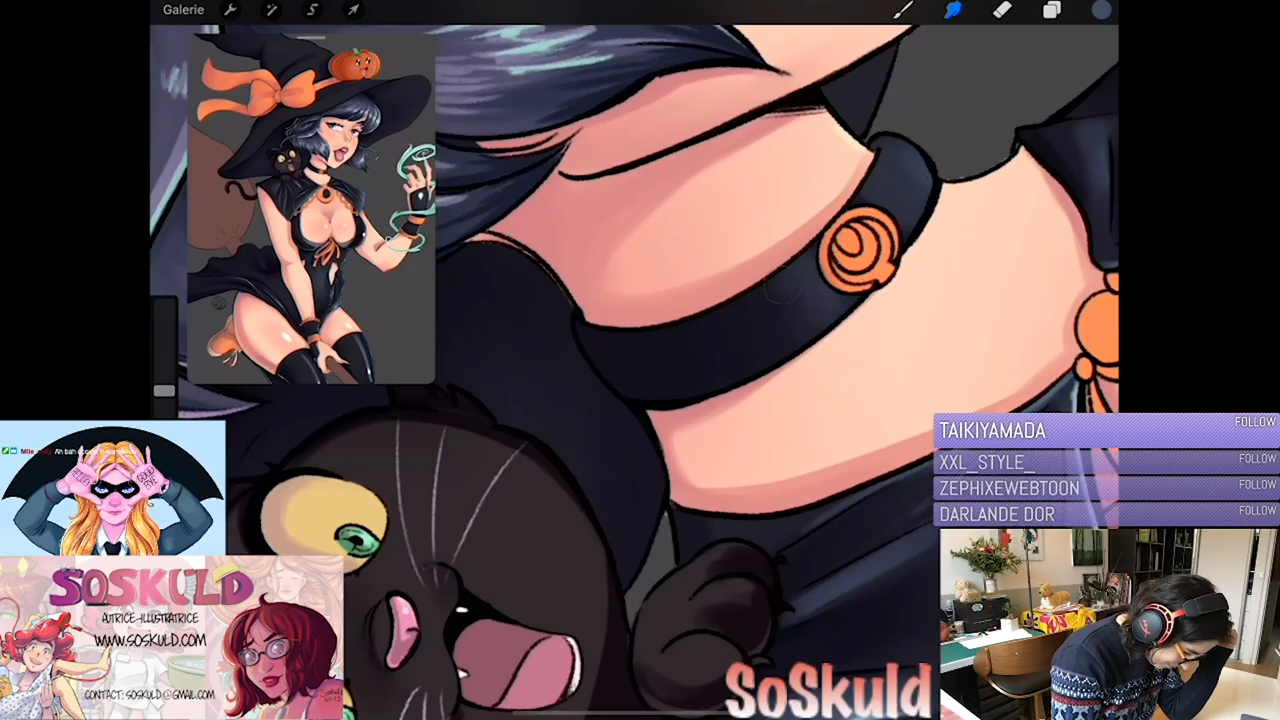 Galerie
SOSKULD
AUTRICE-ILLUSTRATRICE
WWW.SOSKULD.COM
CONTACT: SOSKULD@GMAIL.COM
SoSkuld
TAIKIYAMADA FOLLOW
XXL_STYLE_ FOLLOW
ZEPHIXEWEBTOON FOLLOW
DARLANDE DOR FOLLOW